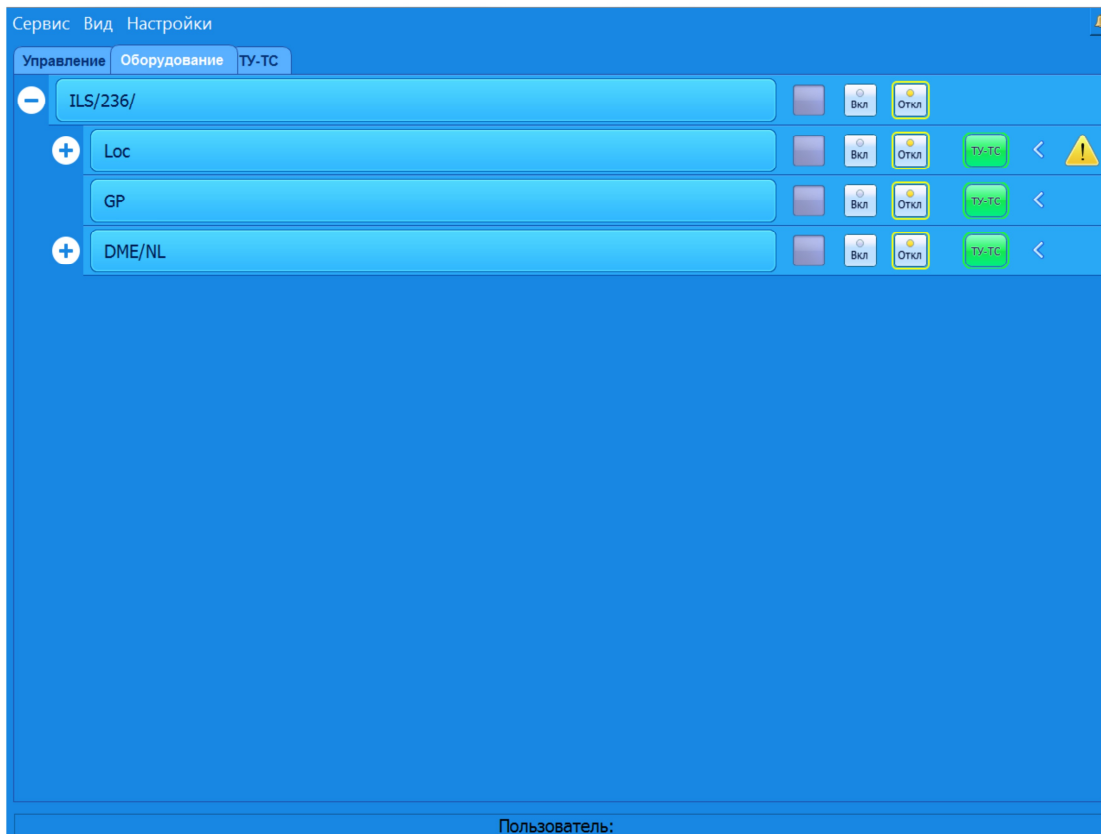 Сервис Вид Настройки
Управление Оборудование ТУ-ТС
ILS/236/ Вкл Откл
Loc Вкл Откл ТУ-ТС
GP Вкл Откл ТУ-ТС
DME/NL Вкл Откл ТУ-ТС
Пользователь: